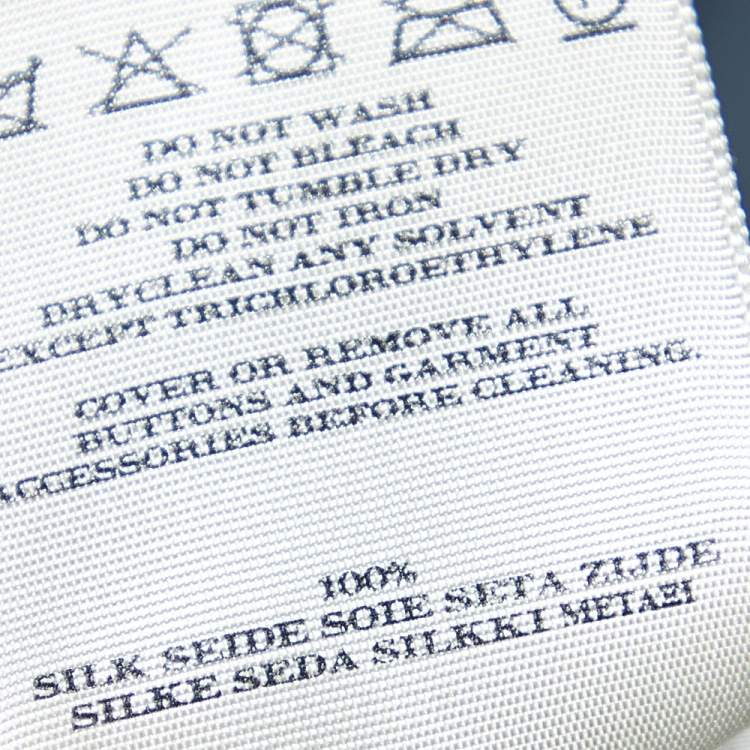 DO NOT WASH
DO NOT BLEACH
DO NOT TUMBLE DRY
DO NOT IRON
DRYCLEAN ANY SOLVENT
EXCEPT TRICHLOROETHYLENE
COVER OR REMOVE ALL
BUTTONS AND GARMENT
ACCESSORIES BEFORE CLEANING.
100%
SILK SEIDE SOIE SETA ZIJDE
SILKE SEDA SILKKI ΜΕΤΑΞΙ